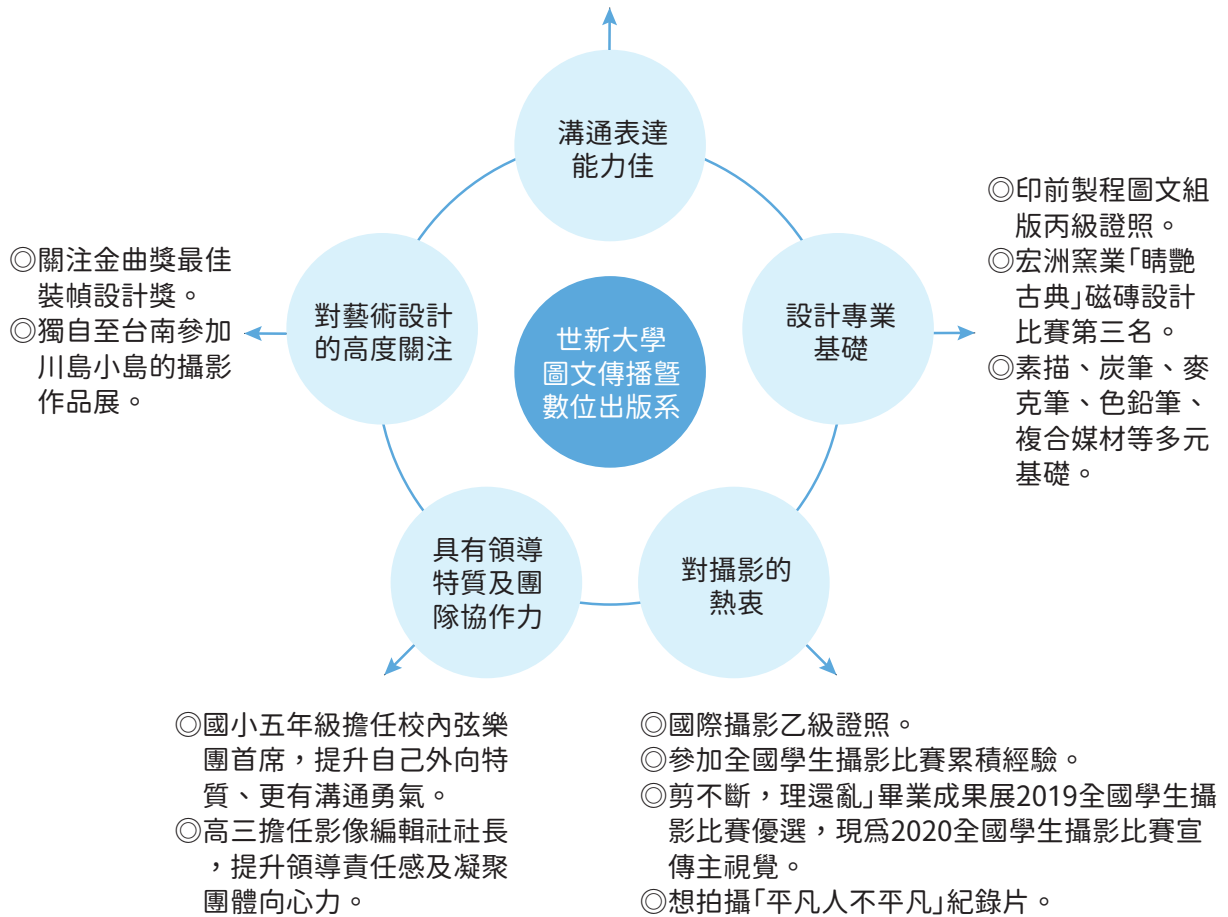 溝通表達
能力佳
◎印前製程圖文組
版丙級證照。
◎宏洲窯業「睛艷
古典」磁磚設計
比賽第三名。
◎素描、炭筆、麥
克筆、色鉛筆、
複合媒材等多元
基礎。
設計專業
基礎
◎關注金曲獎最佳
裝幀設計獎。
◎獨自至台南參加
川島小鳥的攝影
作品展。
對藝術設計
的高度關注
世新大學
圖文傳播暨
數位出版系
具有領導
特質及團
隊協作力
對攝影的
熱衷
◎國小五年級擔任校內弦樂
團首席，提升自己外向特
質、更有溝通勇氣。
◎高三擔任影像編輯社社長
，提升領導責任感及凝聚
團體向心力。
◎國際攝影乙級證照。
◎參加全國學生攝影比賽累積經驗。
◎剪不斷，理還亂」畢業成果展2019全國學生攝
影比賽優選，現為2020全國學生攝影比賽宣
傳主視覺。
◎想拍攝「平凡人不平凡」紀錄片。